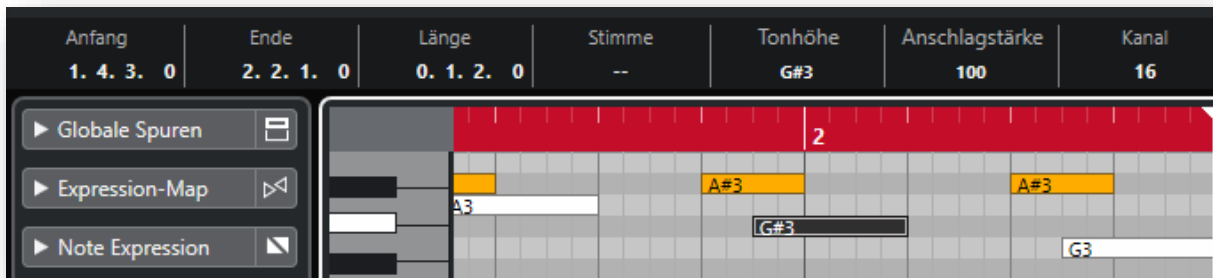 Anfang Ende Länge Stimme Tonhöhe Anschlagstärke Kanal
1. 4. 3. 0 2. 2. 1. 0 0. 1. 2. 0 -- G#3 100 16
Globale Spuren
2
Expression-Map
A#3 A#3
A3
G#3
Note Expression
G3